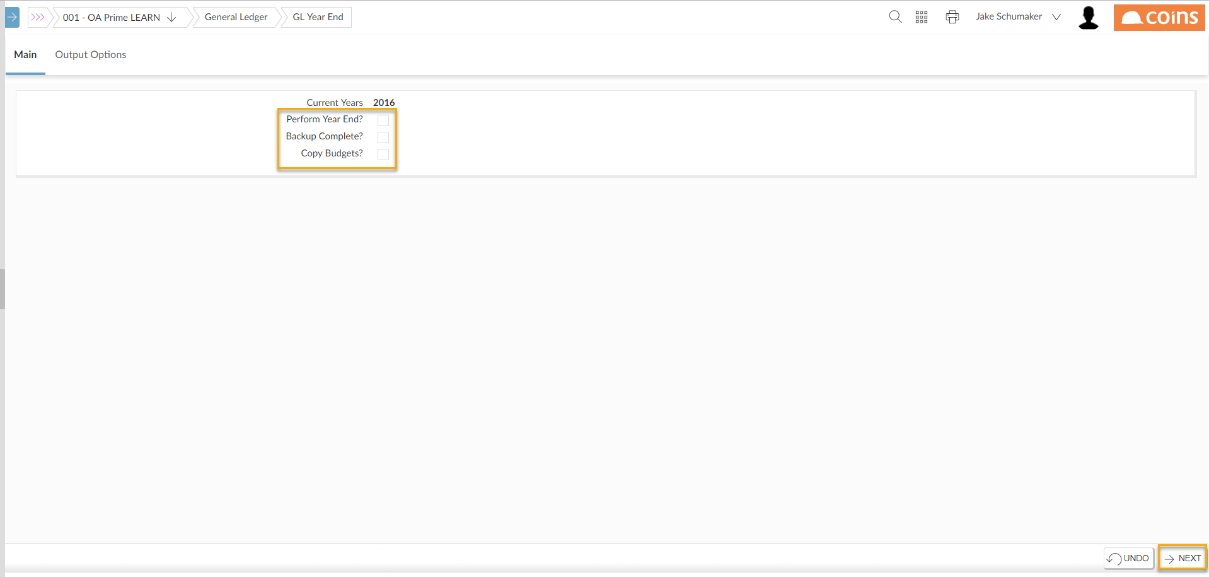 001 - OA Prime LEARN General Ledger GL Year End Jake Schumaker coins
Main Output Options
Current Years 2016
Perform Year End?
Backup Complete?
Copy Budgets?
UNDO NEXT